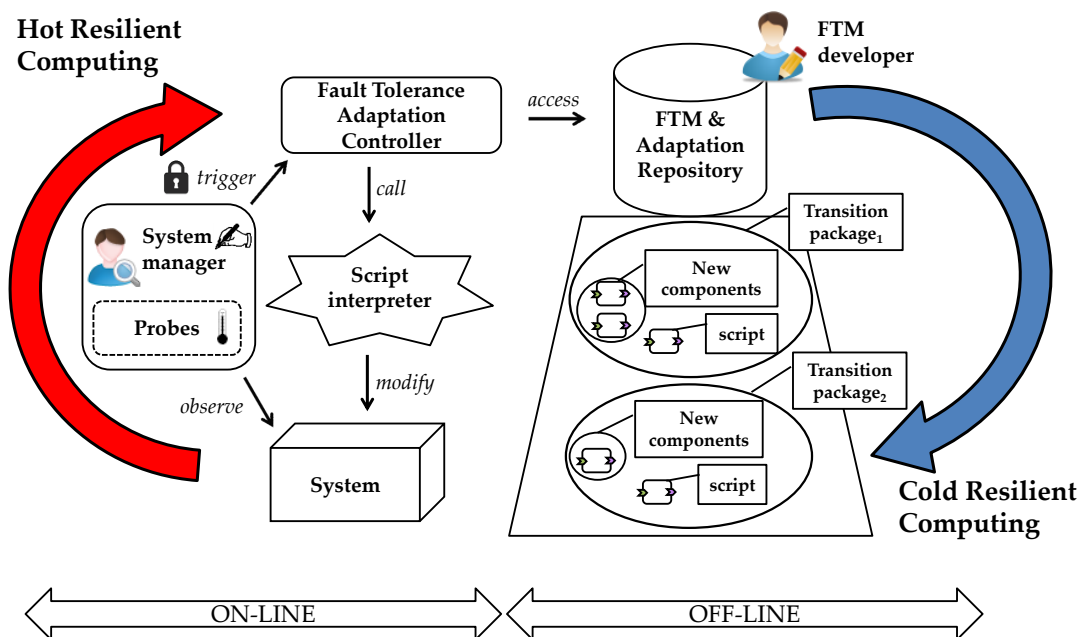 Hot Resilient
Computing
Fault Tolerance
Adaptation
Controller
access
FTM
developer
FTM &
Adaptation
Repository
trigger
call
System
manager
Probes
Script
interpreter
observe
modify
System
Transition
package₁
New
components
script
Transition
package₂
New
components
script
Cold Resilient
Computing
ON-LINE
OFF-LINE